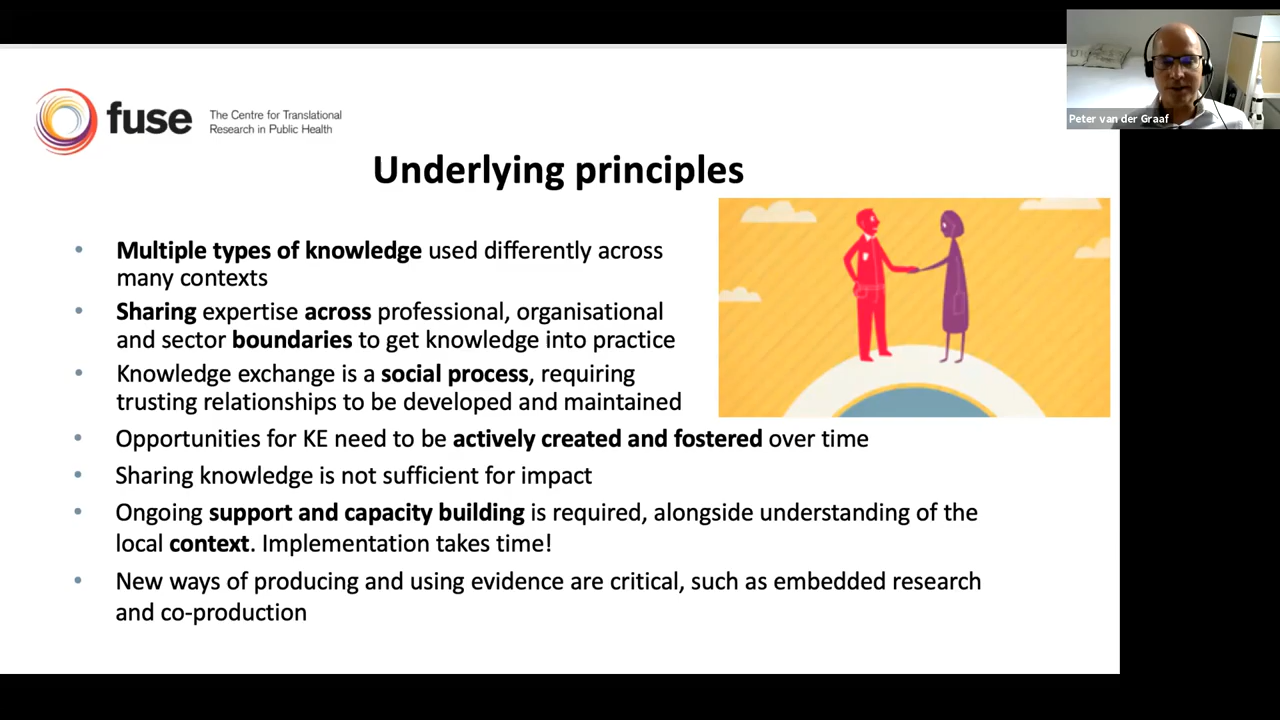 fuse
The Centre for Translational
Research in Public Health
Peter van der Graaf
Underlying principles
• Multiple types of knowledge used differently across
many contexts
• Sharing expertise across professional, organisational
and sector boundaries to get knowledge into practice
• Knowledge exchange is a social process, requiring
trusting relationships to be developed and maintained
• Opportunities for KE need to be actively created and fostered over time
• Sharing knowledge is not sufficient for impact
• Ongoing support and capacity building is required, alongside understanding of the
local context. Implementation takes time!
• New ways of producing and using evidence are critical, such as embedded research
and co-production